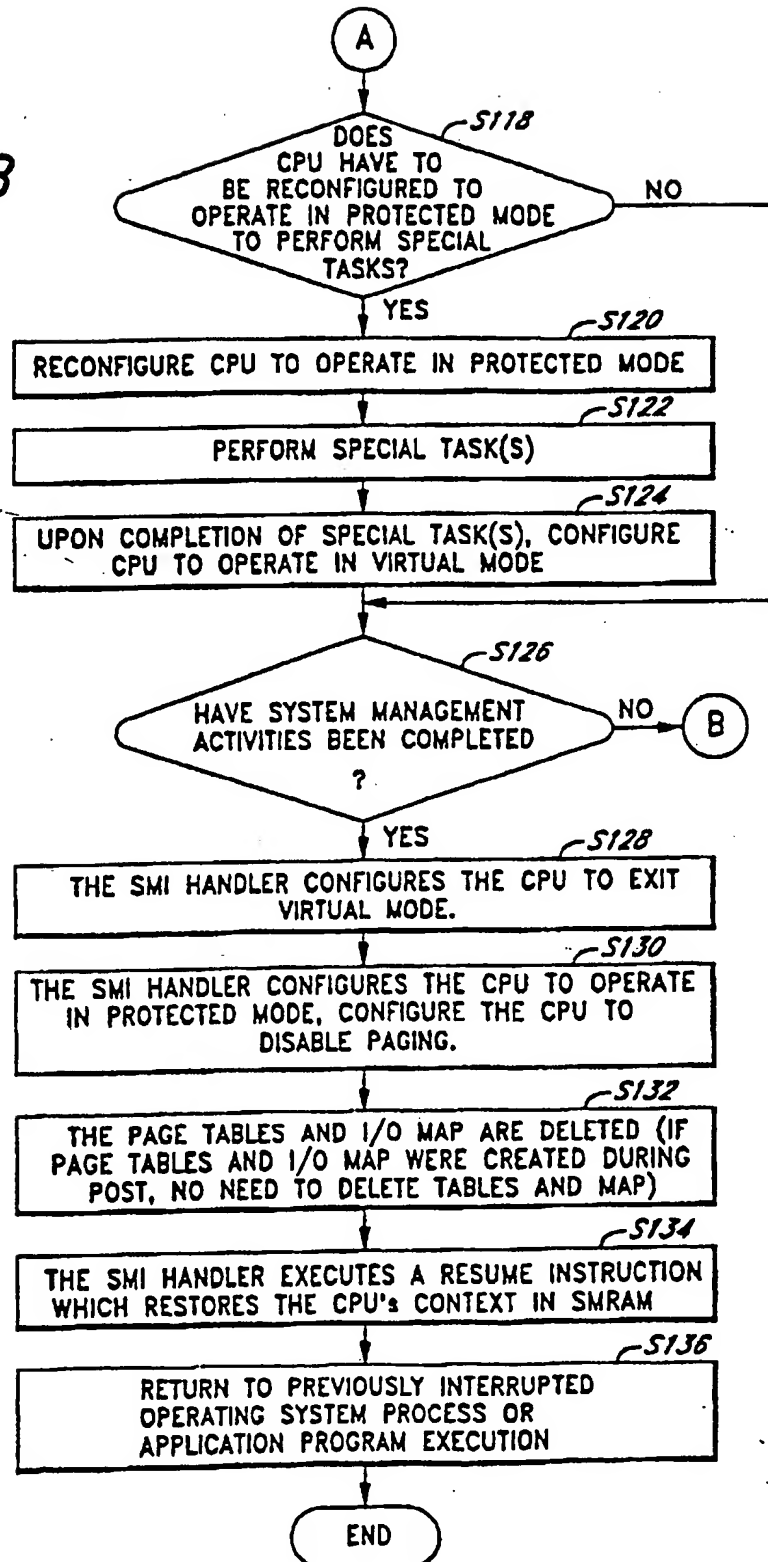 A
S118
DOES
CPU HAVE TO
BE RECONFIGURED TO
OPERATE IN PROTECTED MODE
TO PERFORM SPECIAL
TASKS?
NO
YES
S120
RECONFIGURE CPU TO OPERATE IN PROTECTED MODE
S122
PERFORM SPECIAL TASK(S)
S124
UPON COMPLETION OF SPECIAL TASK(S), CONFIGURE
CPU TO OPERATE IN VIRTUAL MODE
S126
HAVE SYSTEM MANAGEMENT
ACTIVITIES BEEN COMPLETED
?
NO
B
YES
S128
THE SMI HANDLER CONFIGURES THE CPU TO EXIT
VIRTUAL MODE.
S130
THE SMI HANDLER CONFIGURES THE CPU TO OPERATE
IN PROTECTED MODE, CONFIGURE THE CPU TO
DISABLE PAGING.
S132
THE PAGE TABLES AND I/O MAP ARE DELETED (IF
PAGE TABLES AND I/O MAP WERE CREATED DURING
POST, NO NEED TO DELETE TABLES AND MAP)
S134
THE SMI HANDLER EXECUTES A RESUME INSTRUCTION
WHICH RESTORES THE CPU's CONTEXT IN SMRAM
S136
RETURN TO PREVIOUSLY INTERRUPTED
OPERATING SYSTEM PROCESS OR
APPLICATION PROGRAM EXECUTION
END